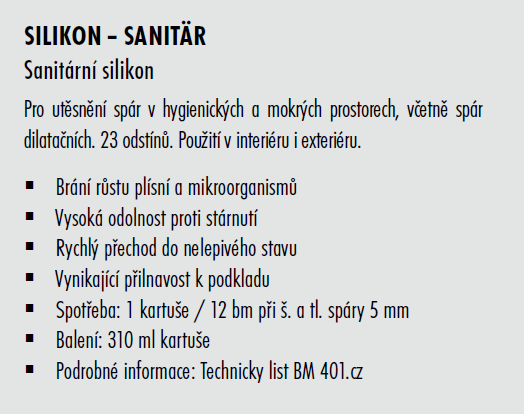 SILIKON – SANITÄR
Sanitární silikon
Pro utěsnění spár v hygienických a mokrých prostorech, včetně spár
dilatačních. 23 odstínů. Použití v interiéru i exteriéru.
▪ Brání růstu plísní a mikroorganismů
▪ Vysoká odolnost proti stárnutí
▪ Rychlý přechod do nelepivého stavu
▪ Vynikající přilnavost k podkladu
▪ Spotřeba: 1 kartuše / 12 bm při š. a tl. spáry 5 mm
▪ Balení: 310 ml kartuše
▪ Podrobné informace: Technicky list BM 401.cz